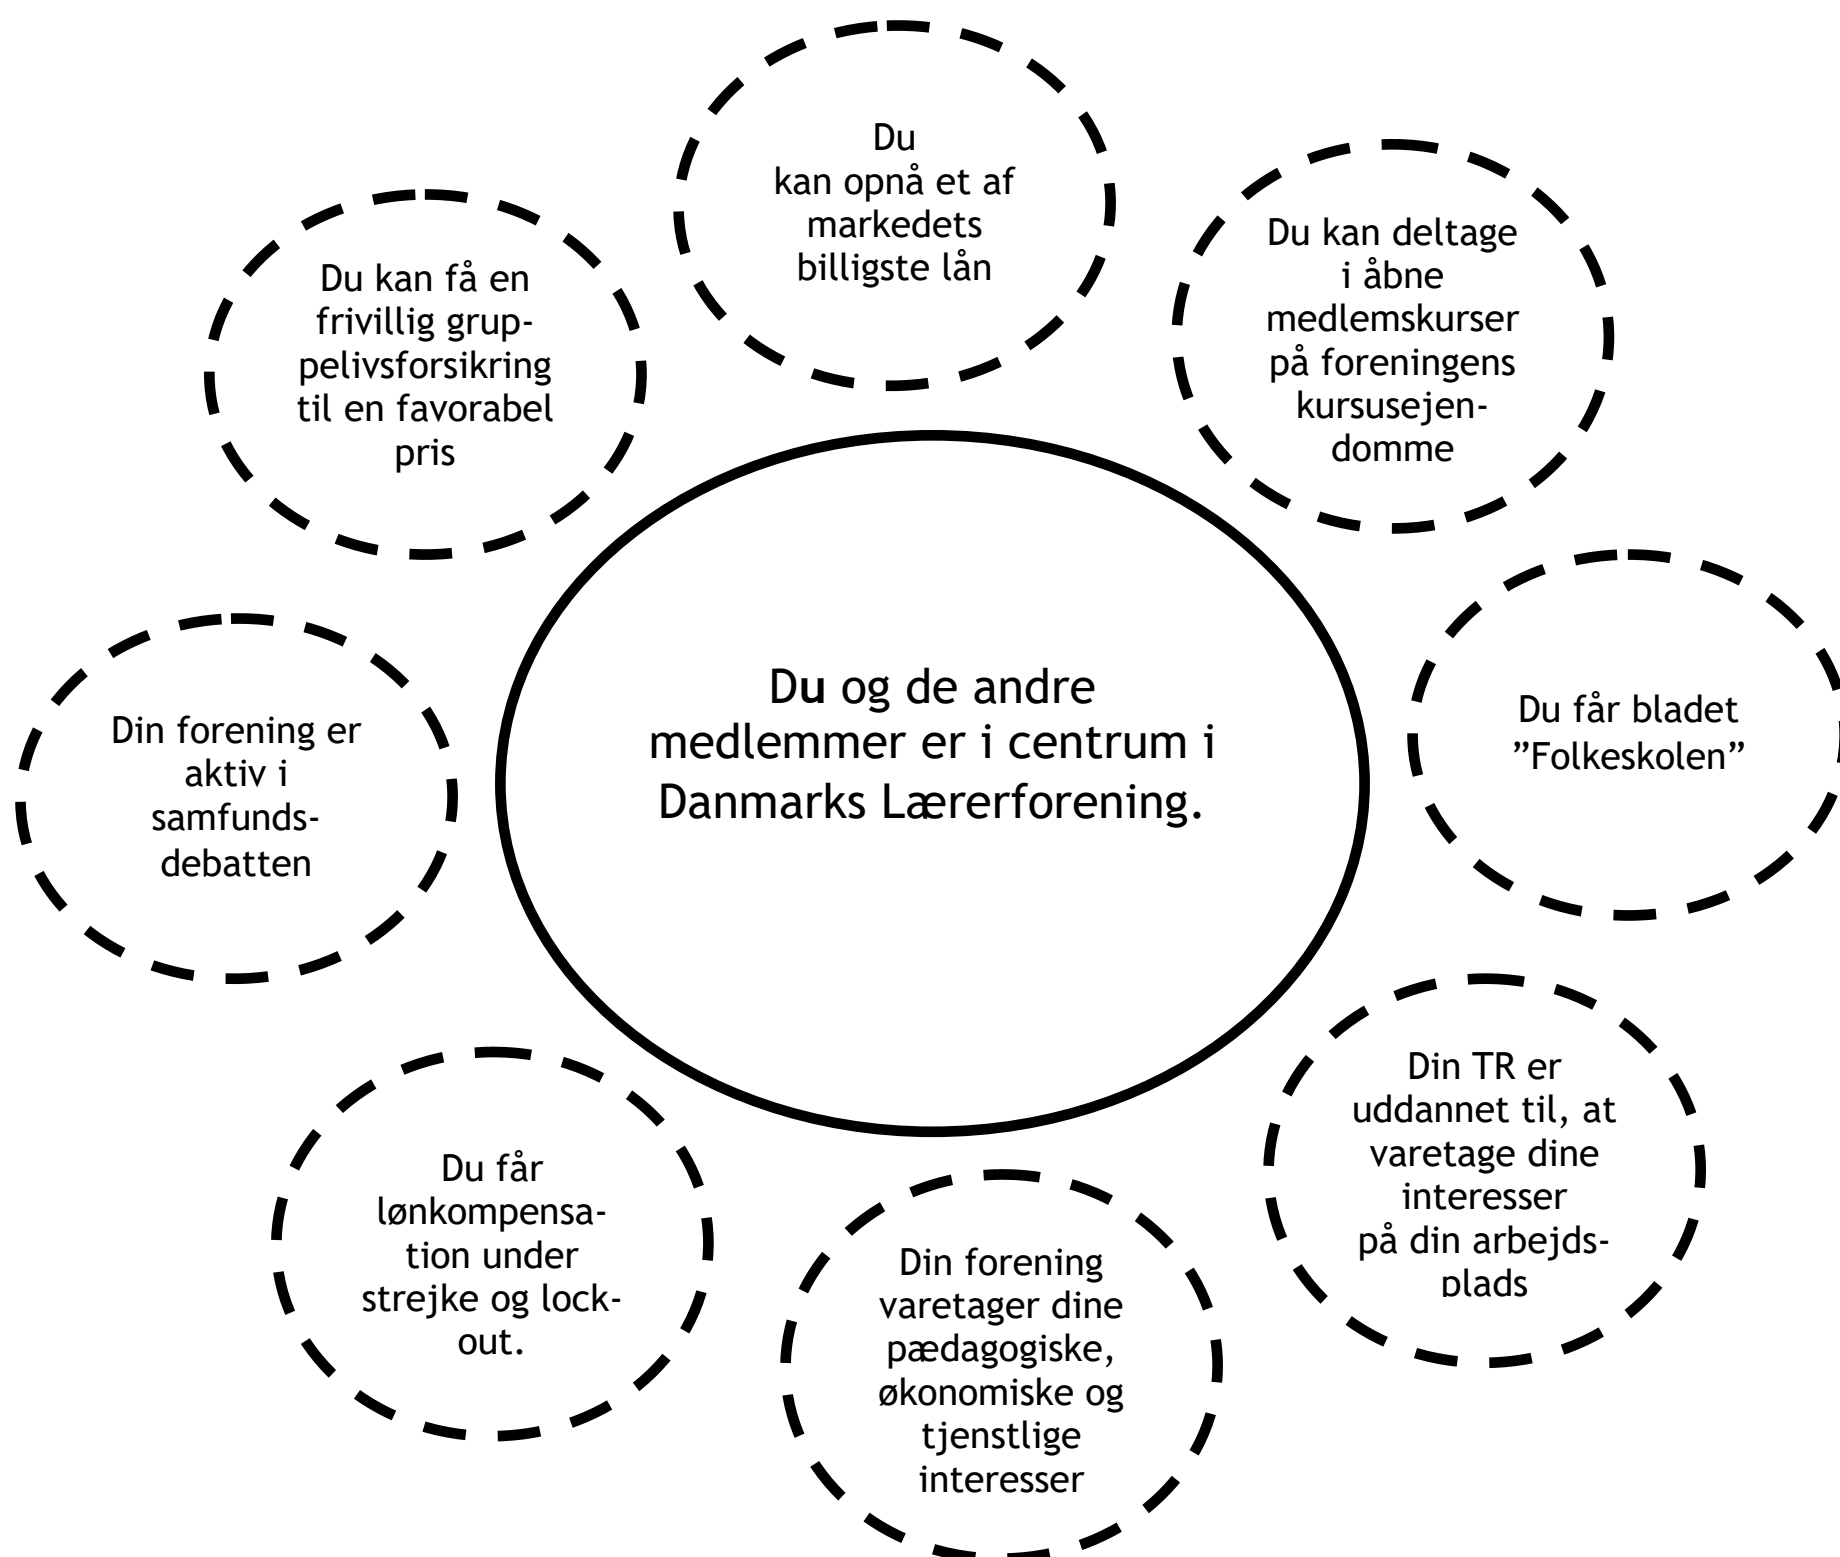 Du
kan opnå et af
markedets
billigste lån
Du kan deltage
i åbne
medlemskurser
på foreningens
kursusejen-
domme
Du kan få en
frivillig grup-
pelivsforsikring
til en favorabel
pris
Du og de andre
medlemmer er i centrum i
Danmarks Lærerforening.
Du får bladet
”Folkeskolen”
Din forening er
aktiv i
samfunds-
debatten
Din TR er
uddannet til, at
varetage dine
interesser
på din arbejds-
plads
Du får
lønkompensa-
tion under
strejke og lock-
out.
Din forening
varetager dine
pædagogiske,
økonomiske og
tjenstlige
interesser